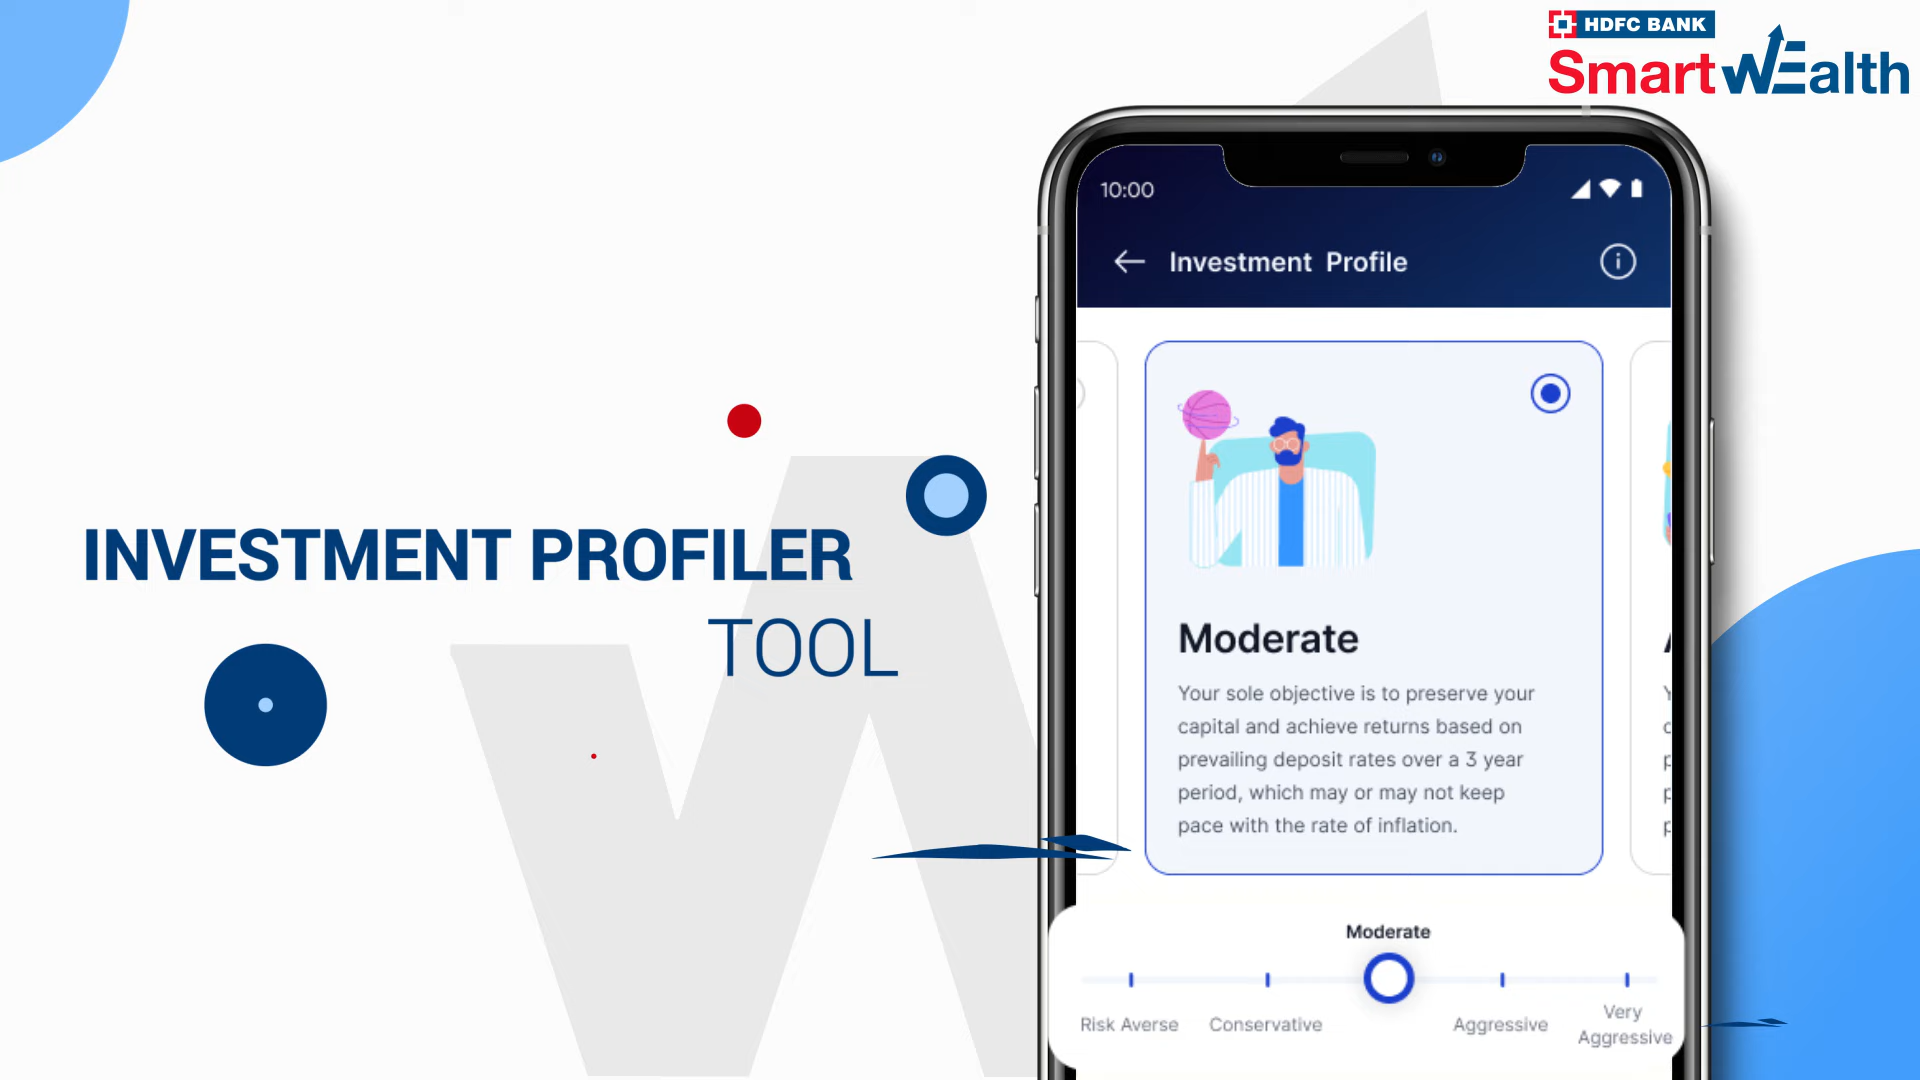 HDFC BANK
SmartWEalth
10:00
Investment Profile
INVESTMENT PROFILER
TOOL
Moderate
Your sole objective is to preserve your
capital and achieve returns based on
prevailing deposit rates over a 3 year
period, which may or may not keep
pace with the rate of inflation.
Moderate
Risk Averse
Conservative
Aggressive
Very
Aggressive